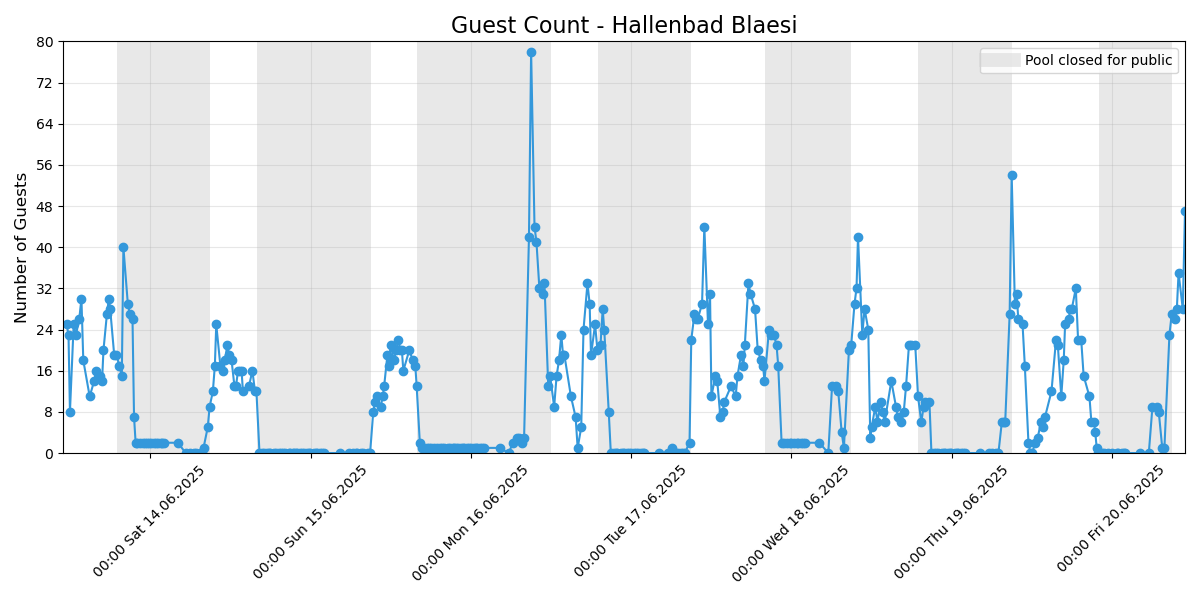 Guest Count - Hallenbad Blaesi
Pool closed for public
Number of Guests
80
72
64
56
48
40
32
24
16
8
0
00:00 Sat 14.06.2025
00:00 Sun 15.06.2025
00:00 Mon 16.06.2025
00:00 Tue 17.06.2025
00:00 Wed 18.06.2025
00:00 Thu 19.06.2025
00:00 Fri 20.06.2025